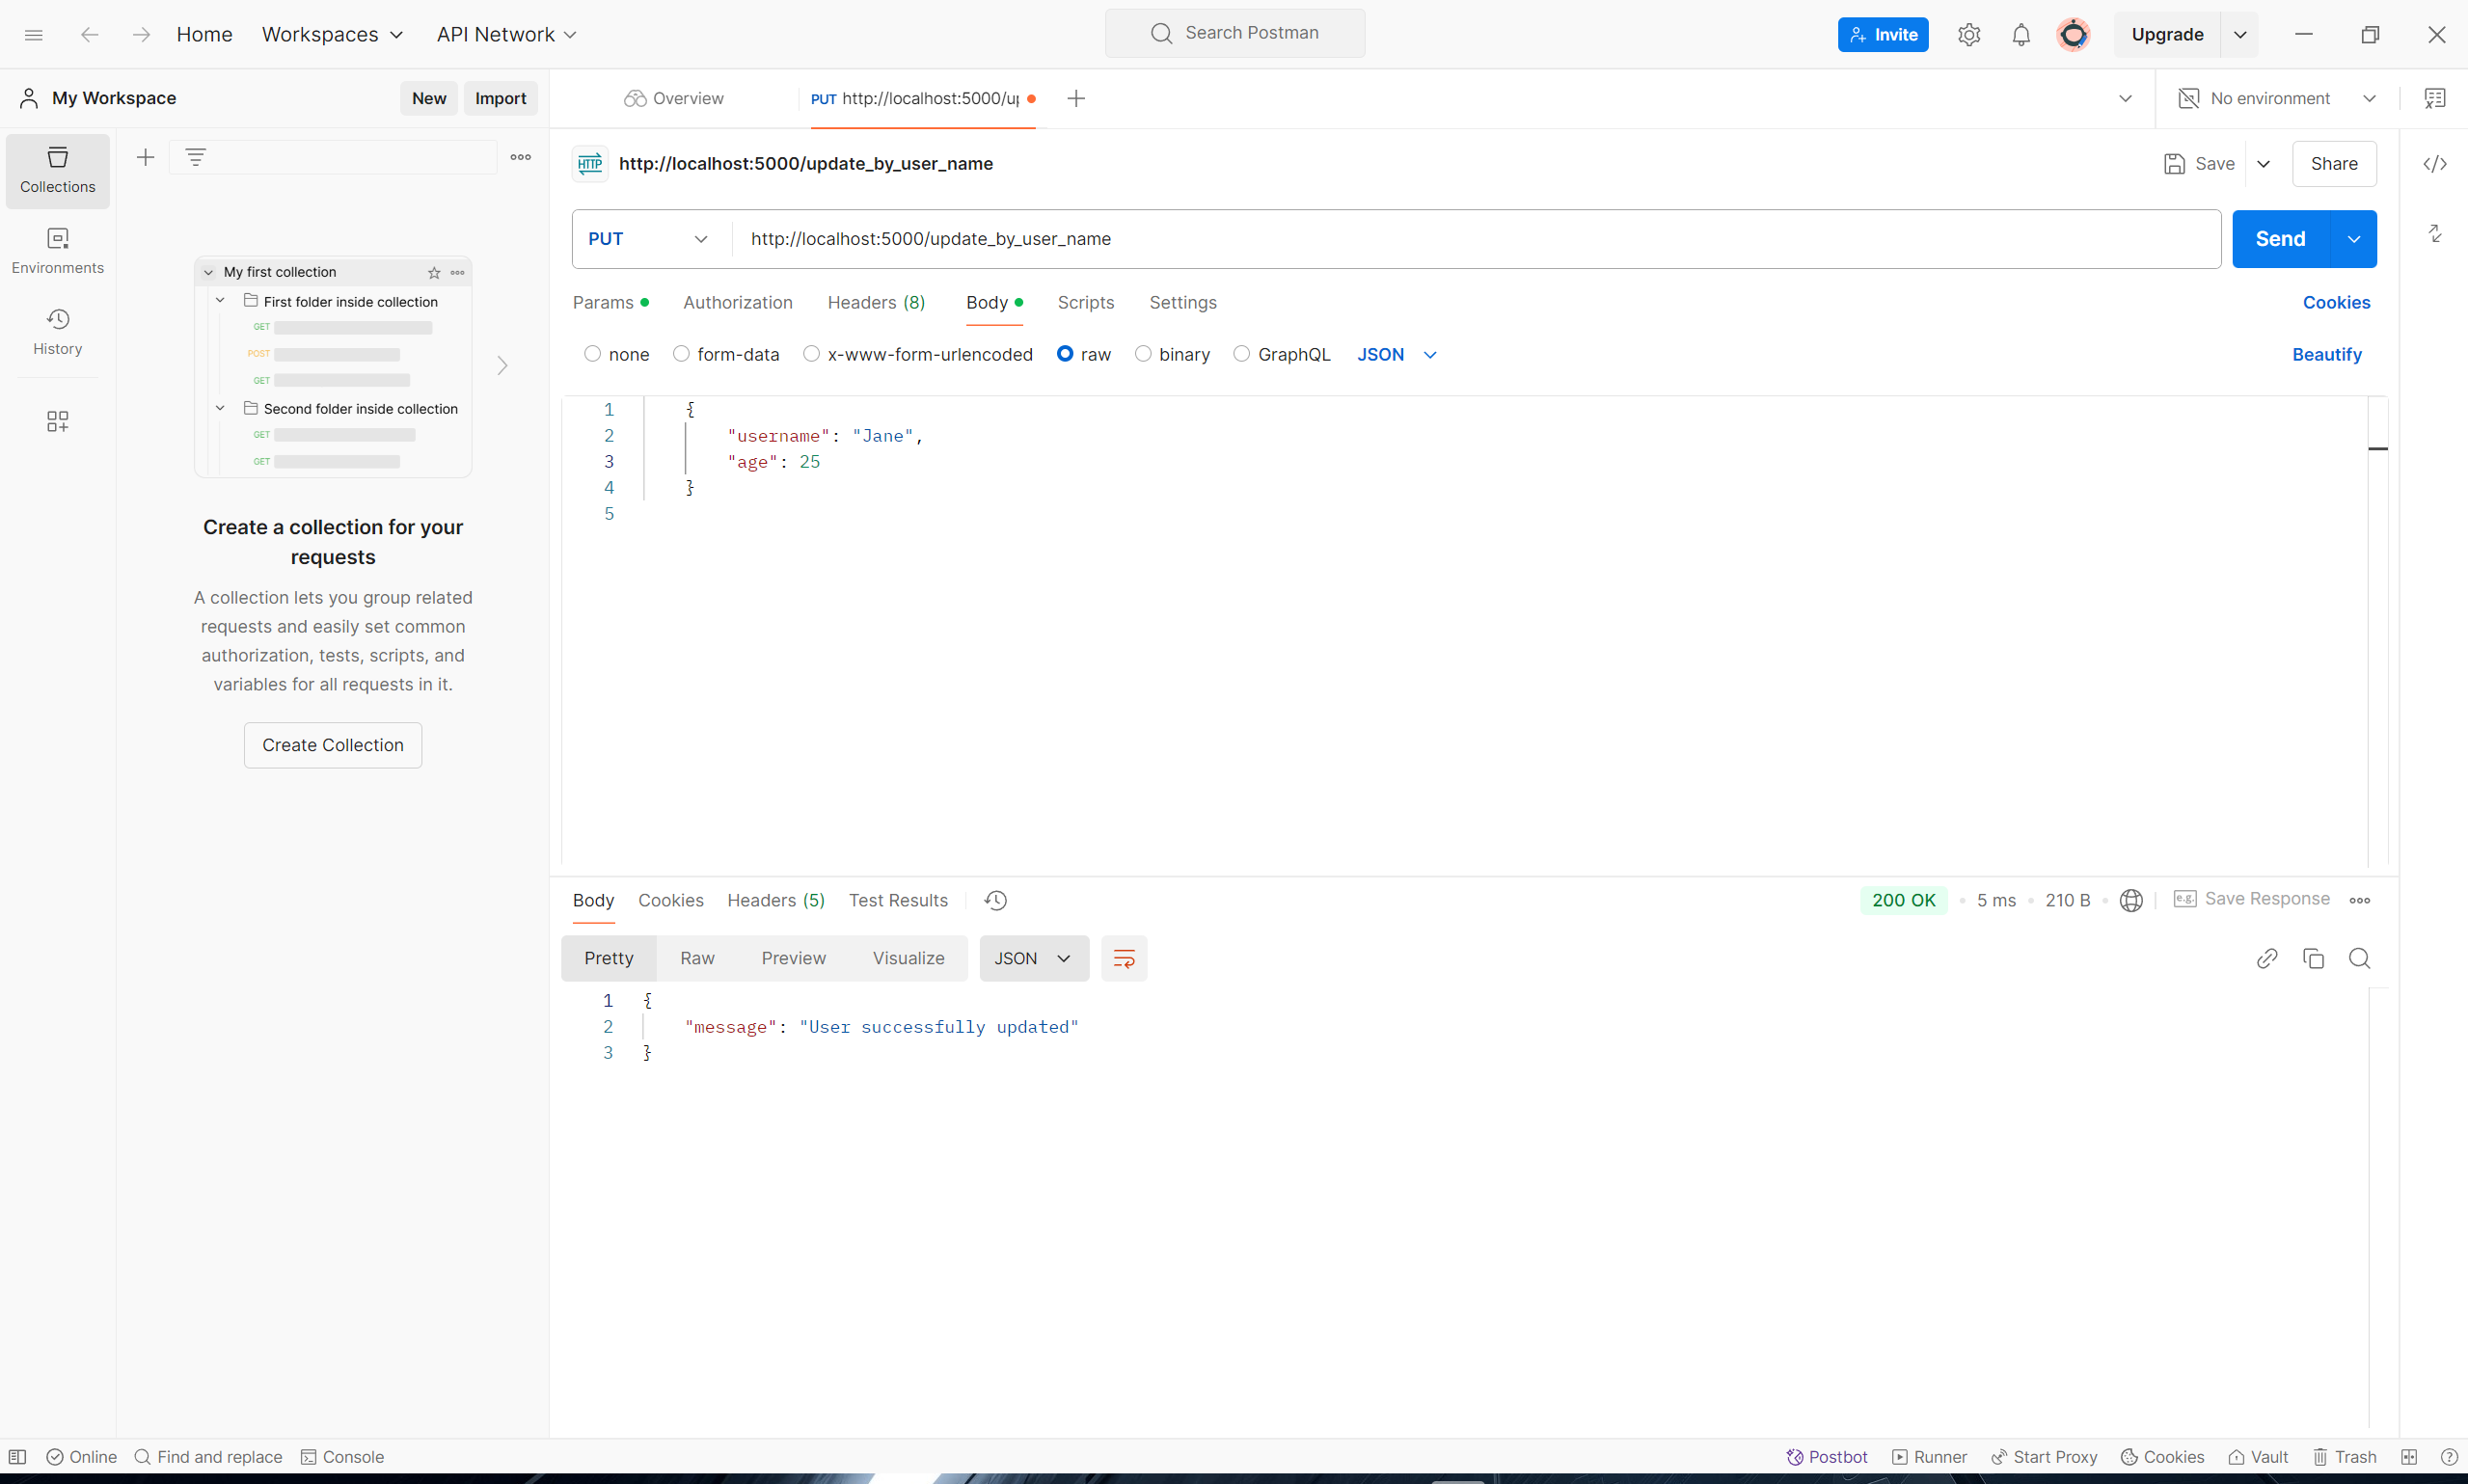 Home
Workspaces
API Network
Search Postman
Invite
Upgrade
My Workspace
New
Import
Overview
PUT http://localhost:5000/up
No environment
Collections
Environments
History
My first collection
First folder inside collection
GET
POST
GET
Second folder inside collection
GET
GET
Create a collection for your
requests
A collection lets you group related
requests and easily set common
authorization, tests, scripts, and
variables for all requests in it.
Create Collection
HTTP http://localhost:5000/update_by_user_name
Save
Share
PUT http://localhost:5000/update_by_user_name
Send
Params
Authorization
Headers (8)
Body
Scripts
Settings
Cookies
none
form-data
x-www-form-urlencoded
raw
binary
GraphQL
JSON
Beautify
1 {
2 "username": "Jane",
3 "age": 25
4 }
5
Body
Cookies
Headers (5)
Test Results
200 OK
5 ms
210 B
e.g. Save Response
Pretty
Raw
Preview
Visualize
JSON
1 {
2 "message": "User successfully updated"
3 }
Online
Find and replace
Console
Postbot
Runner
Start Proxy
Cookies
Vault
Trash